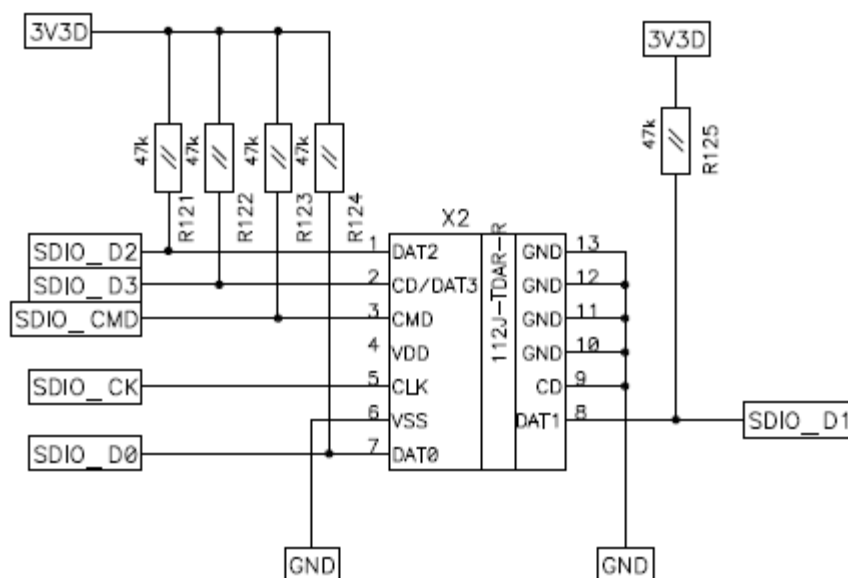 3V3D
3V3D
47k
47k
47k
47k
47k
R121
R122
R123
R124
R125
X2
112J-TDAR-R
SDIO_D2
1
DAT2
GND
13
SDIO_D3
2
CD/DAT3
GND
12
SDIO_CMD
3
CMD
GND
11
4
VDD
GND
10
SDIO_CK
5
CLK
CD
9
6
VSS
DAT1
8
SDIO_D1
SDIO_D0
7
DAT0
GND
GND